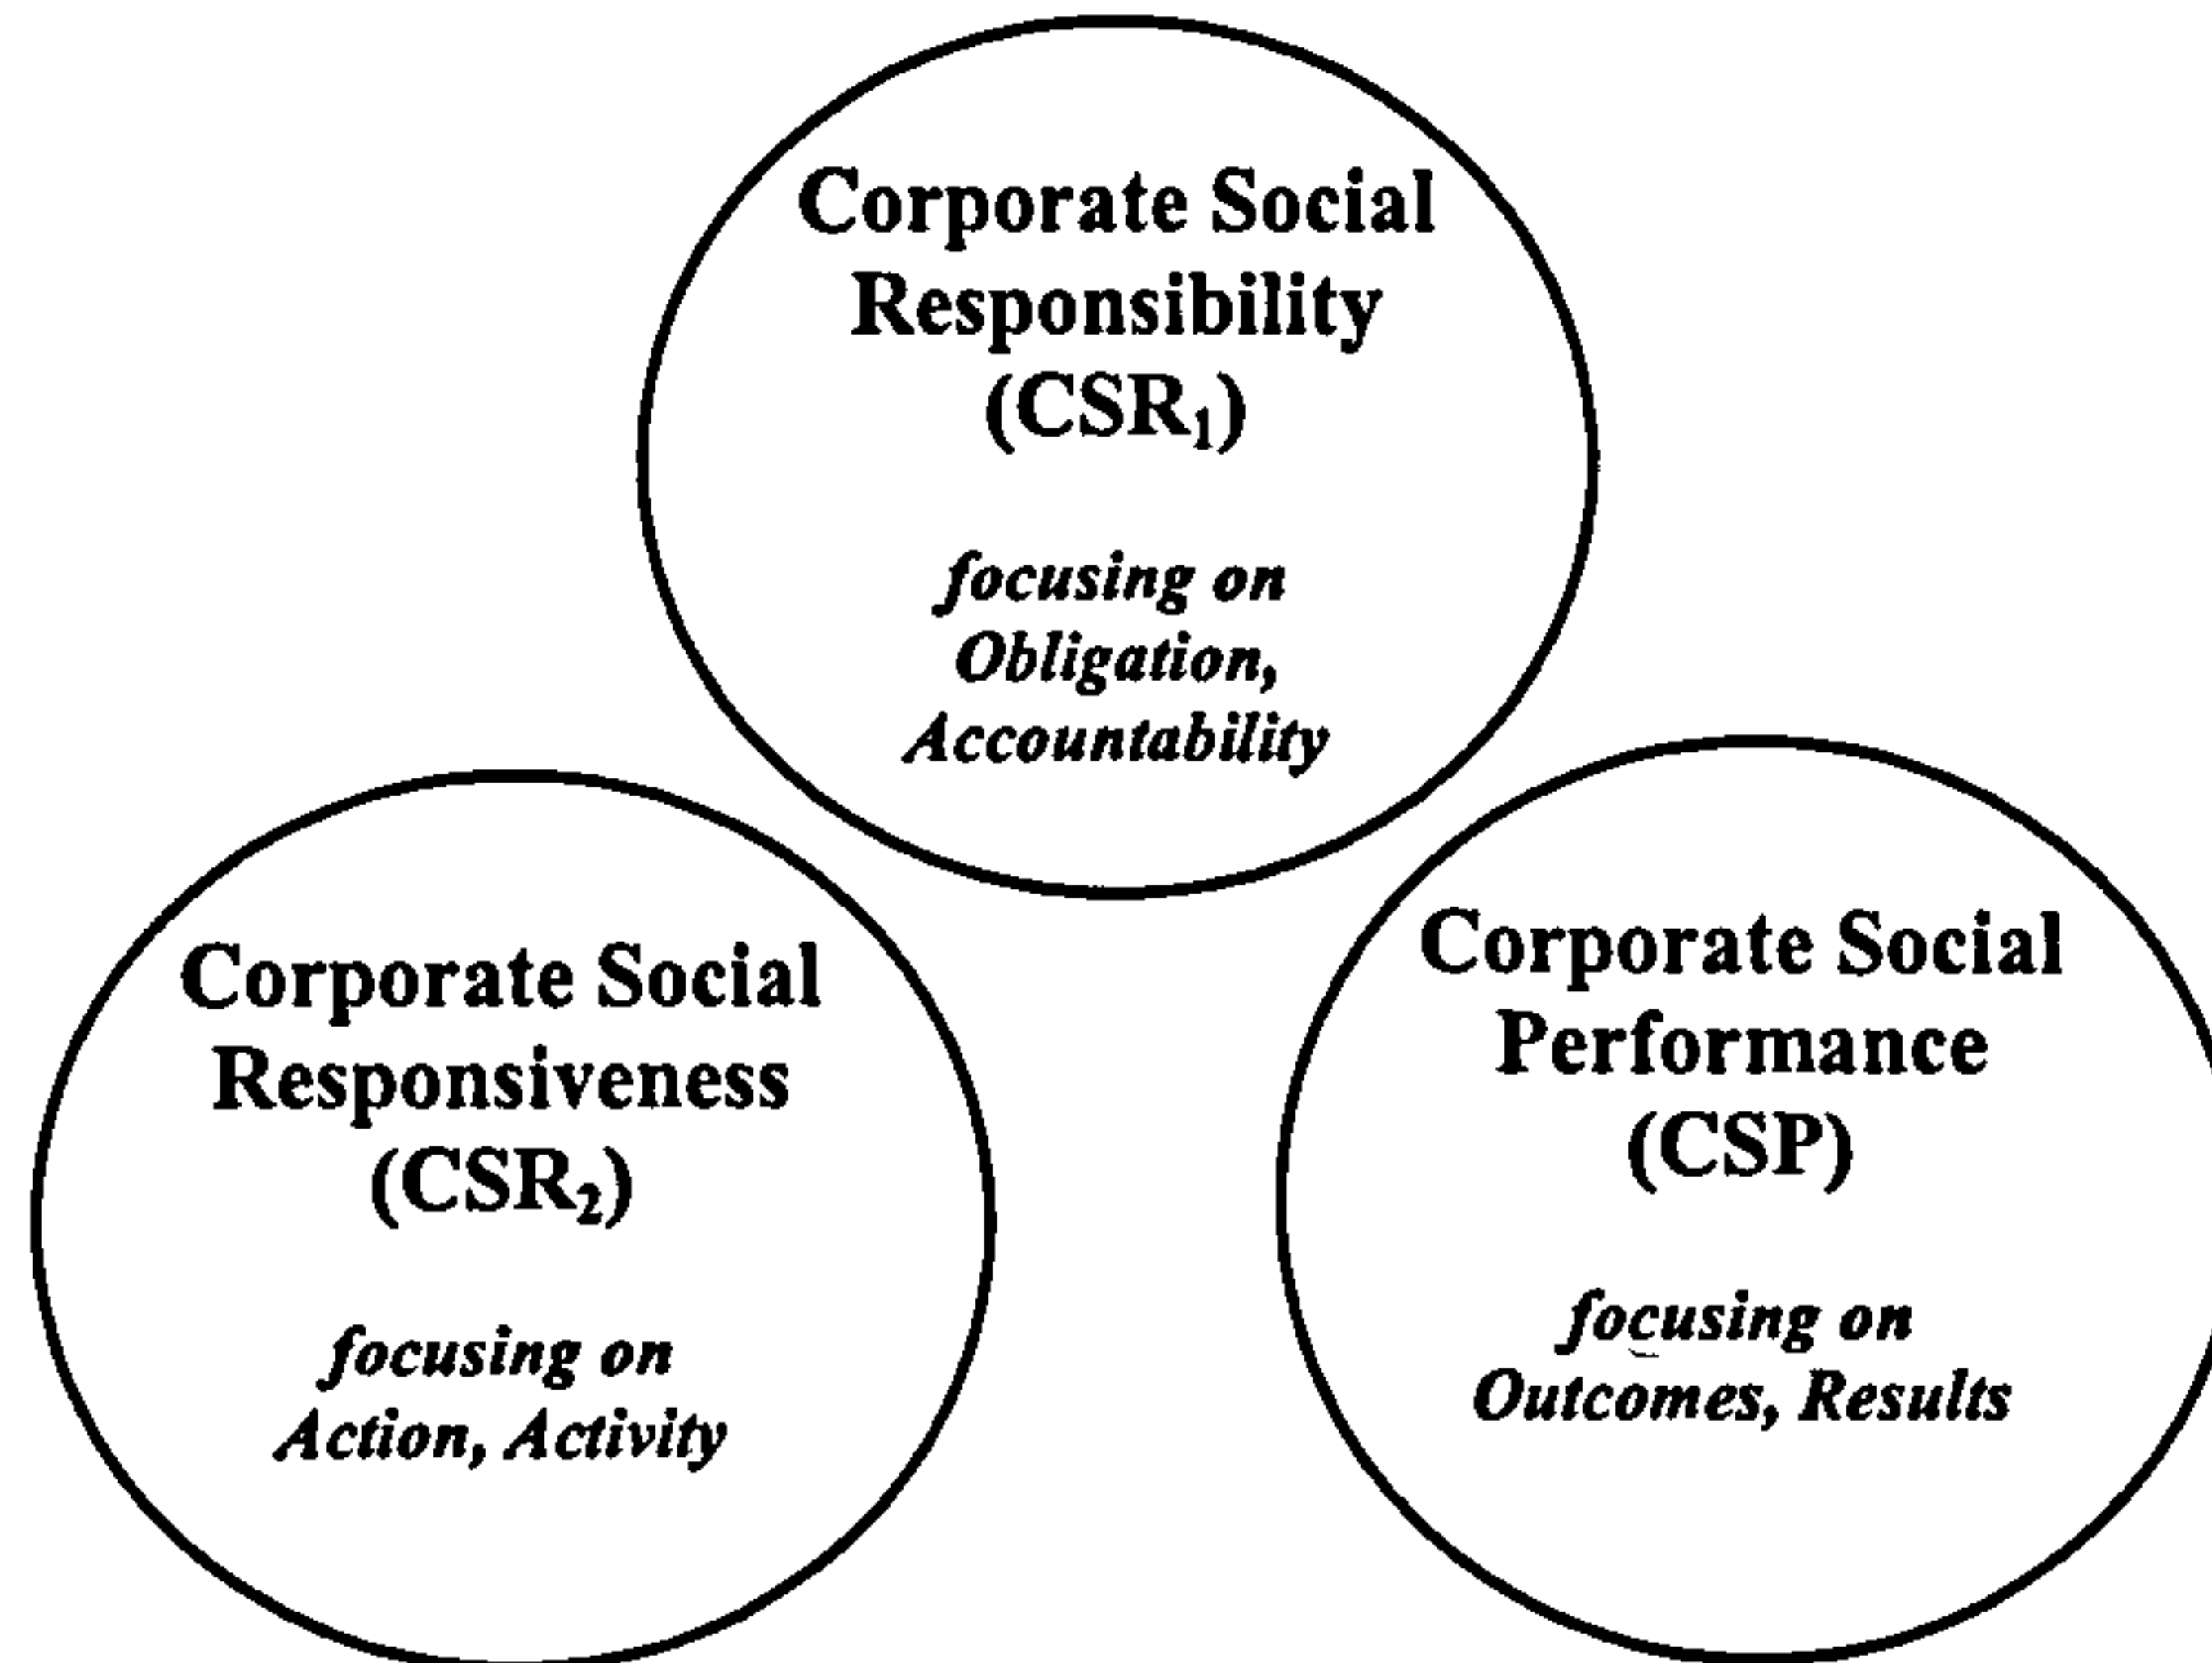 Corporate Social
Responsibility
(CSR₁)
focusing on
Obligation,
Accountability
Corporate Social
Responsiveness
(CSR₂)
focusing on
Action, Activity
Corporate Social
Performance
(CSP)
focusing on
Outcomes, Results